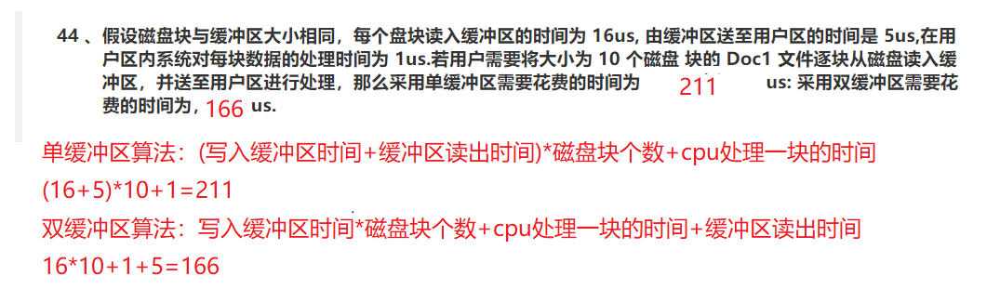 44 、假设磁盘块与缓冲区大小相同，每个盘块读入缓冲区的时间为 16us, 由缓冲区送至用户区的时间是 5us,在用
户区内系统对每块数据的处理时间为 1us.若用户需要将大小为 10 个磁盘 块的 Doc1 文件逐块从磁盘读入缓
冲区，并送至用户区进行处理，那么采用单缓冲区需要花费的时间为 211 us: 采用双缓冲区需要花
费的时间为, 166 us.
单缓冲区算法：(写入缓冲区时间+缓冲区读出时间)*磁盘块个数+cpu处理一块的时间
(16+5)*10+1=211
双缓冲区算法：写入缓冲区时间*磁盘块个数+cpu处理一块的时间+缓冲区读出时间
16*10+1+5=166